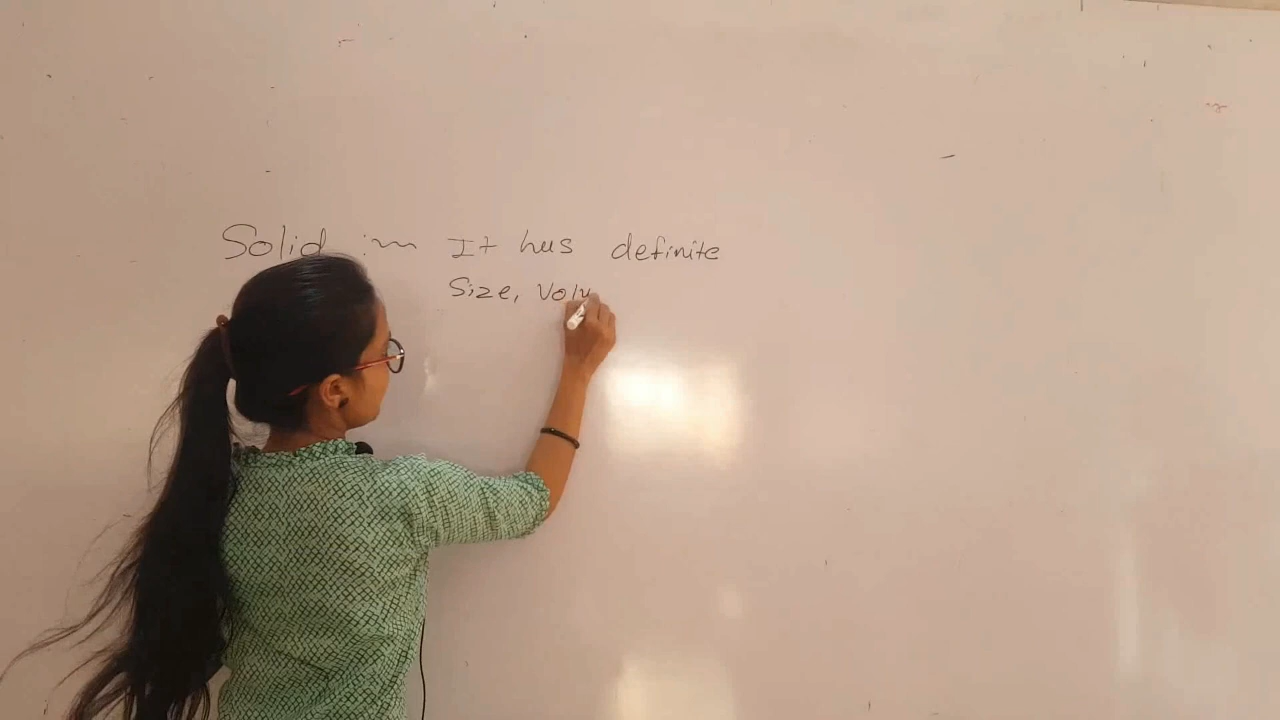 Solid :~ It has definite
Size, Volu